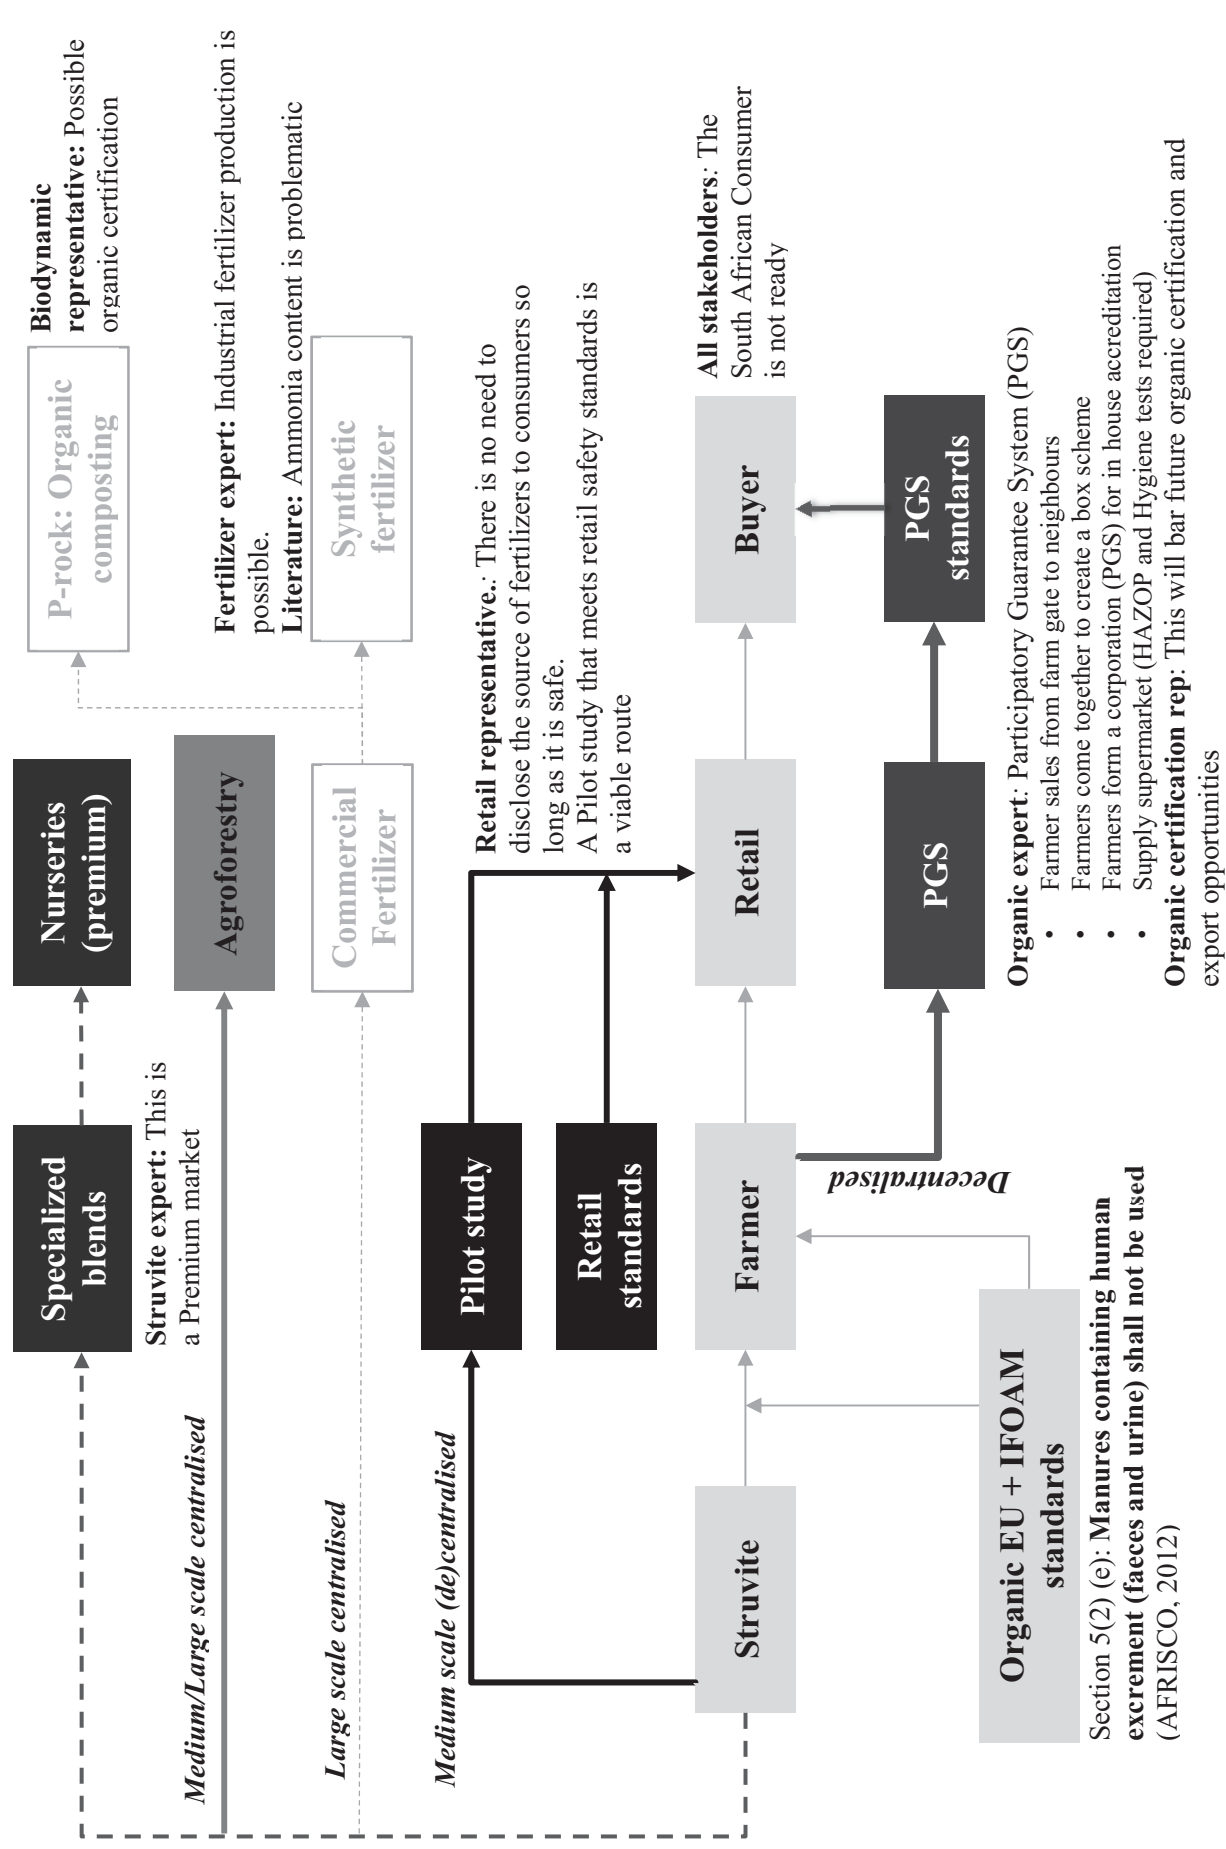 Specialized
blends
Nurseries
(premium)
P-rock: Organic
composting
Biodynamic
representative: Possible
organic certification
Struvite expert: This is
a Premium market
Medium/Large scale centralised
Agroforestry
Fertilizer expert: Industrial fertilizer production is
possible.
Literature: Ammonia content is problematic
Large scale centralised
Commercial
Fertilizer
Synthetic
fertilizer
Medium scale (de)centralised
Pilot study
Retail
standards
Retail representative.: There is no need to
disclose the source of fertilizers to consumers so
long as it is safe.
A Pilot study that meets retail safety standards is
a viable route
Struvite
Farmer
Retail
Buyer
All stakeholders: The
South African Consumer
is not ready
Decentralised
PGS
PGS
standards
Organic EU + IFOAM
standards
Section 5(2) (e): Manures containing human
excrement (faeces and urine) shall not be used
(AFRISCO, 2012)
Organic expert: Participatory Guarantee System (PGS)
• Farmer sales from farm gate to neighbours
• Farmers come together to create a box scheme
• Farmers form a corporation (PGS) for in house accreditation
• Supply supermarket (HAZOP and Hygiene tests required)
Organic certification rep: This will bar future organic certification and
export opportunities